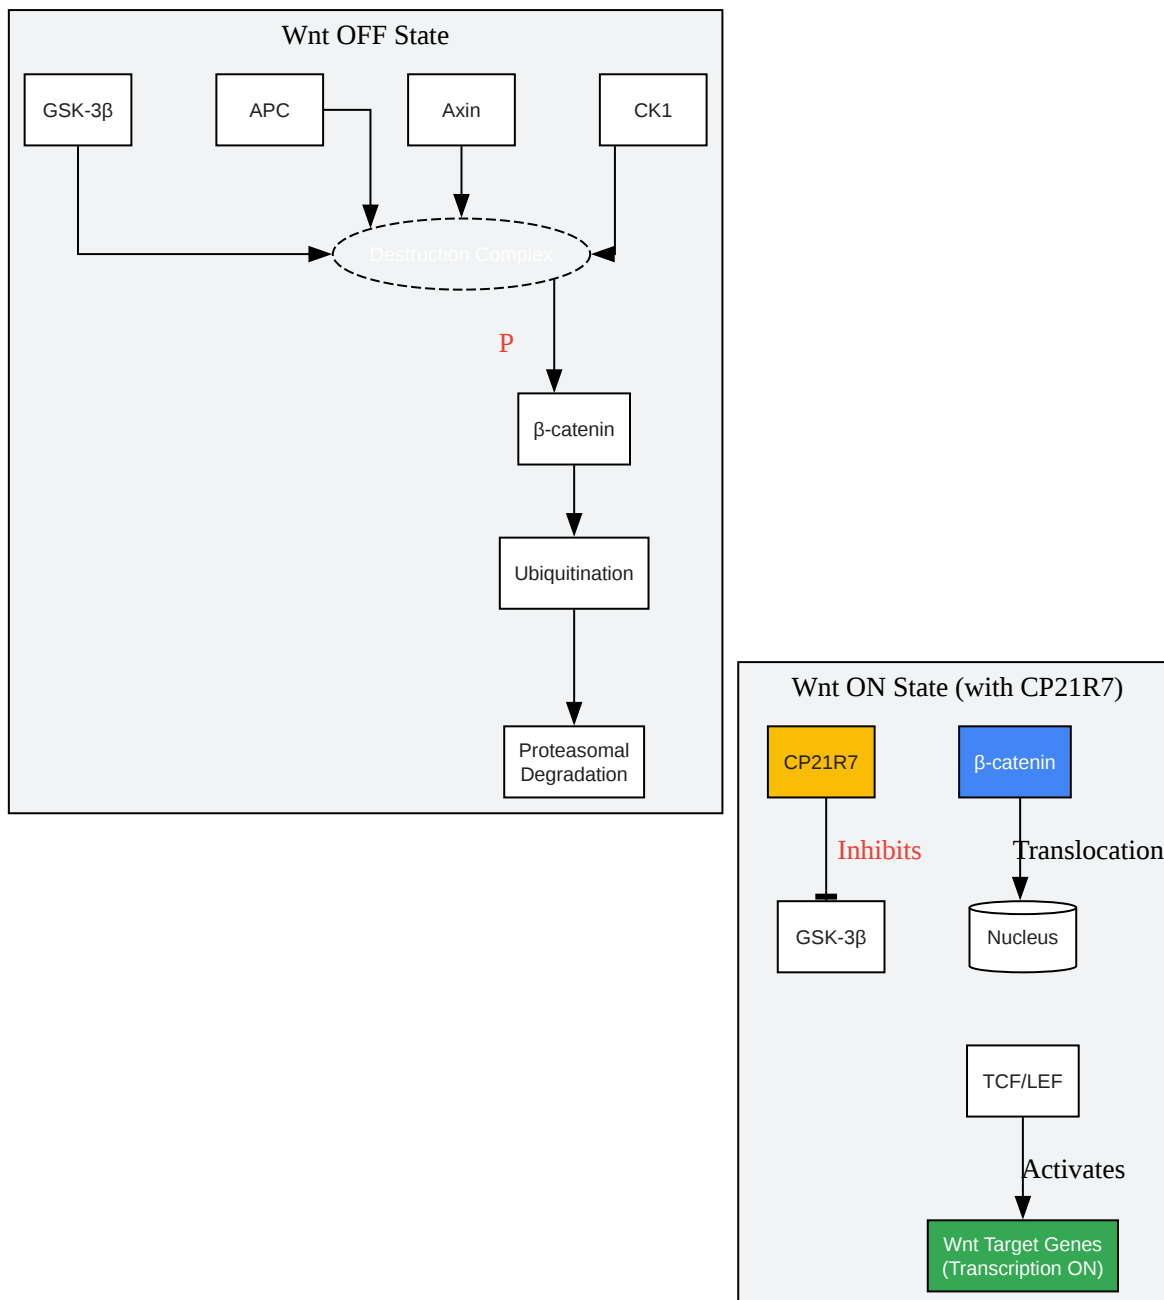 Wnt OFF State
GSK-3β
APC
Axin
CK1
Destruction Complex
P
β-catenin
Ubiquitination
Proteasomal
Degradation
Wnt ON State (with CP21R7)
CP21R7
β-catenin
Inhibits
Translocation
GSK-3β
Nucleus
TCF/LEF
Activates
Wnt Target Genes
(Transcription ON)